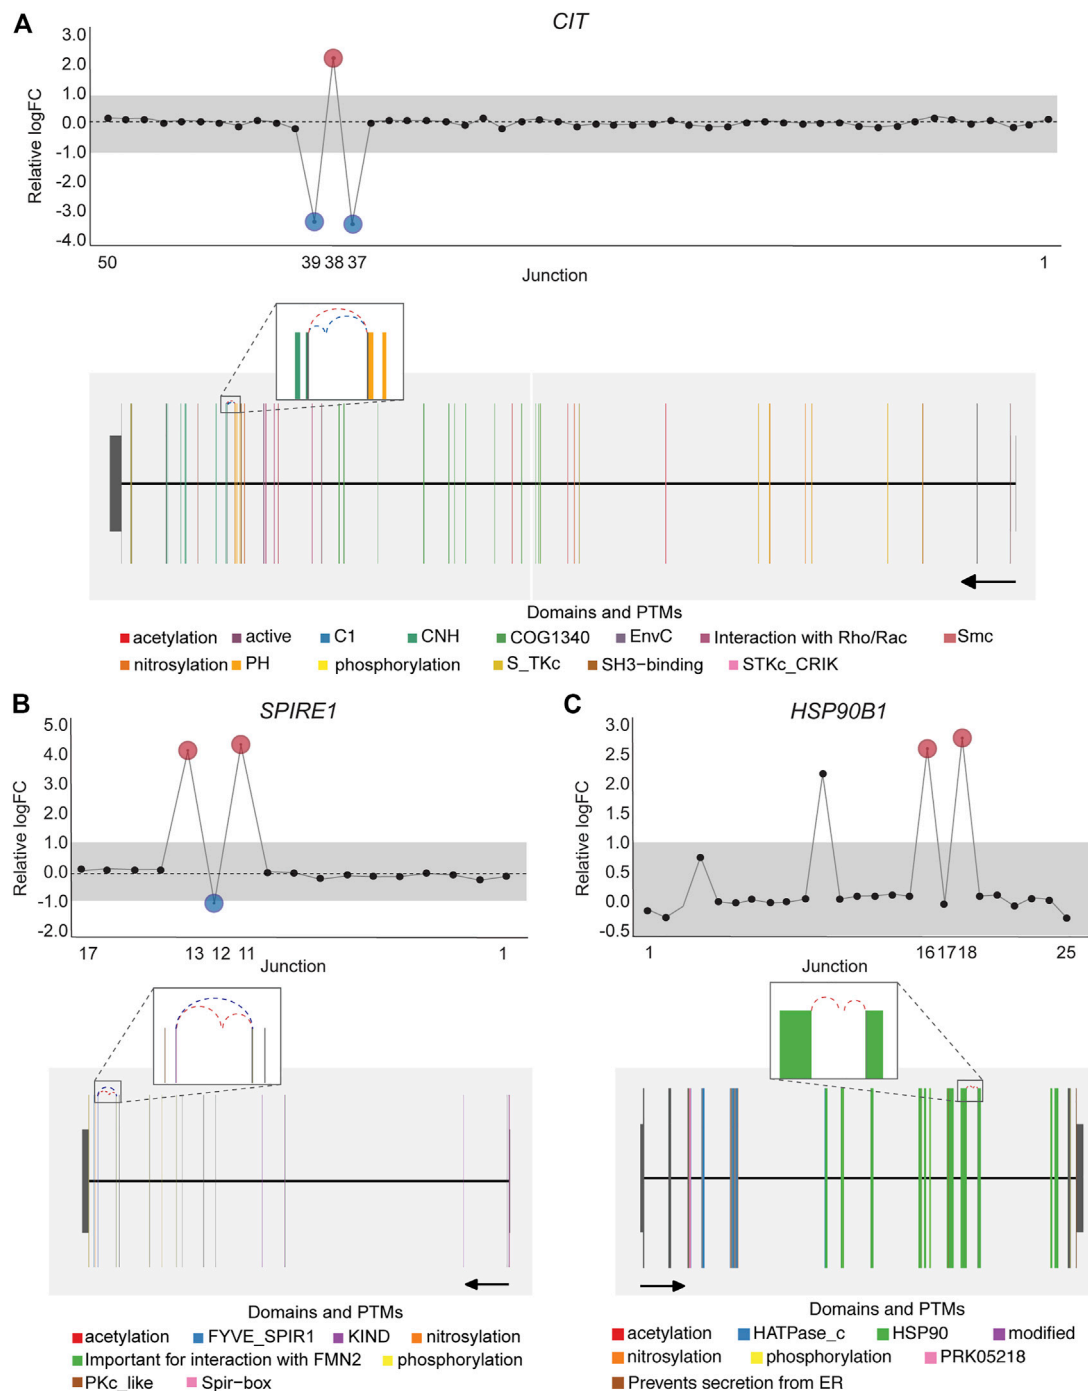 A
CIT
3.0
2.0
1.0
0.0
-1.0
-2.0
-3.0
-4.0
Relative logFC
50 39 38 37 1
Junction
Domains and PTMs
acetylation active C1 CNH COG1340 EnvC Interaction with Rho/Rac Smc
nitrosylation PH phosphorylation S_TKc SH3−binding STKc_CRIK
B
SPIRE1
5.0
4.0
3.0
2.0
1.0
0.0
-1.0
-2.0
Relative logFC
17 13 12 11 1
Junction
Domains and PTMs
acetylation FYVE_SPIR1 KIND nitrosylation
Important for interaction with FMN2 phosphorylation
PKc_like Spir−box
C
HSP90B1
3.0
2.5
2.0
1.5
1.0
0.5
0.0
-0.5
Relative logFC
1 16 17 18 25
Junction
Domains and PTMs
acetylation HATPase_c HSP90 modified
nitrosylation phosphorylation PRK05218
Prevents secretion from ER